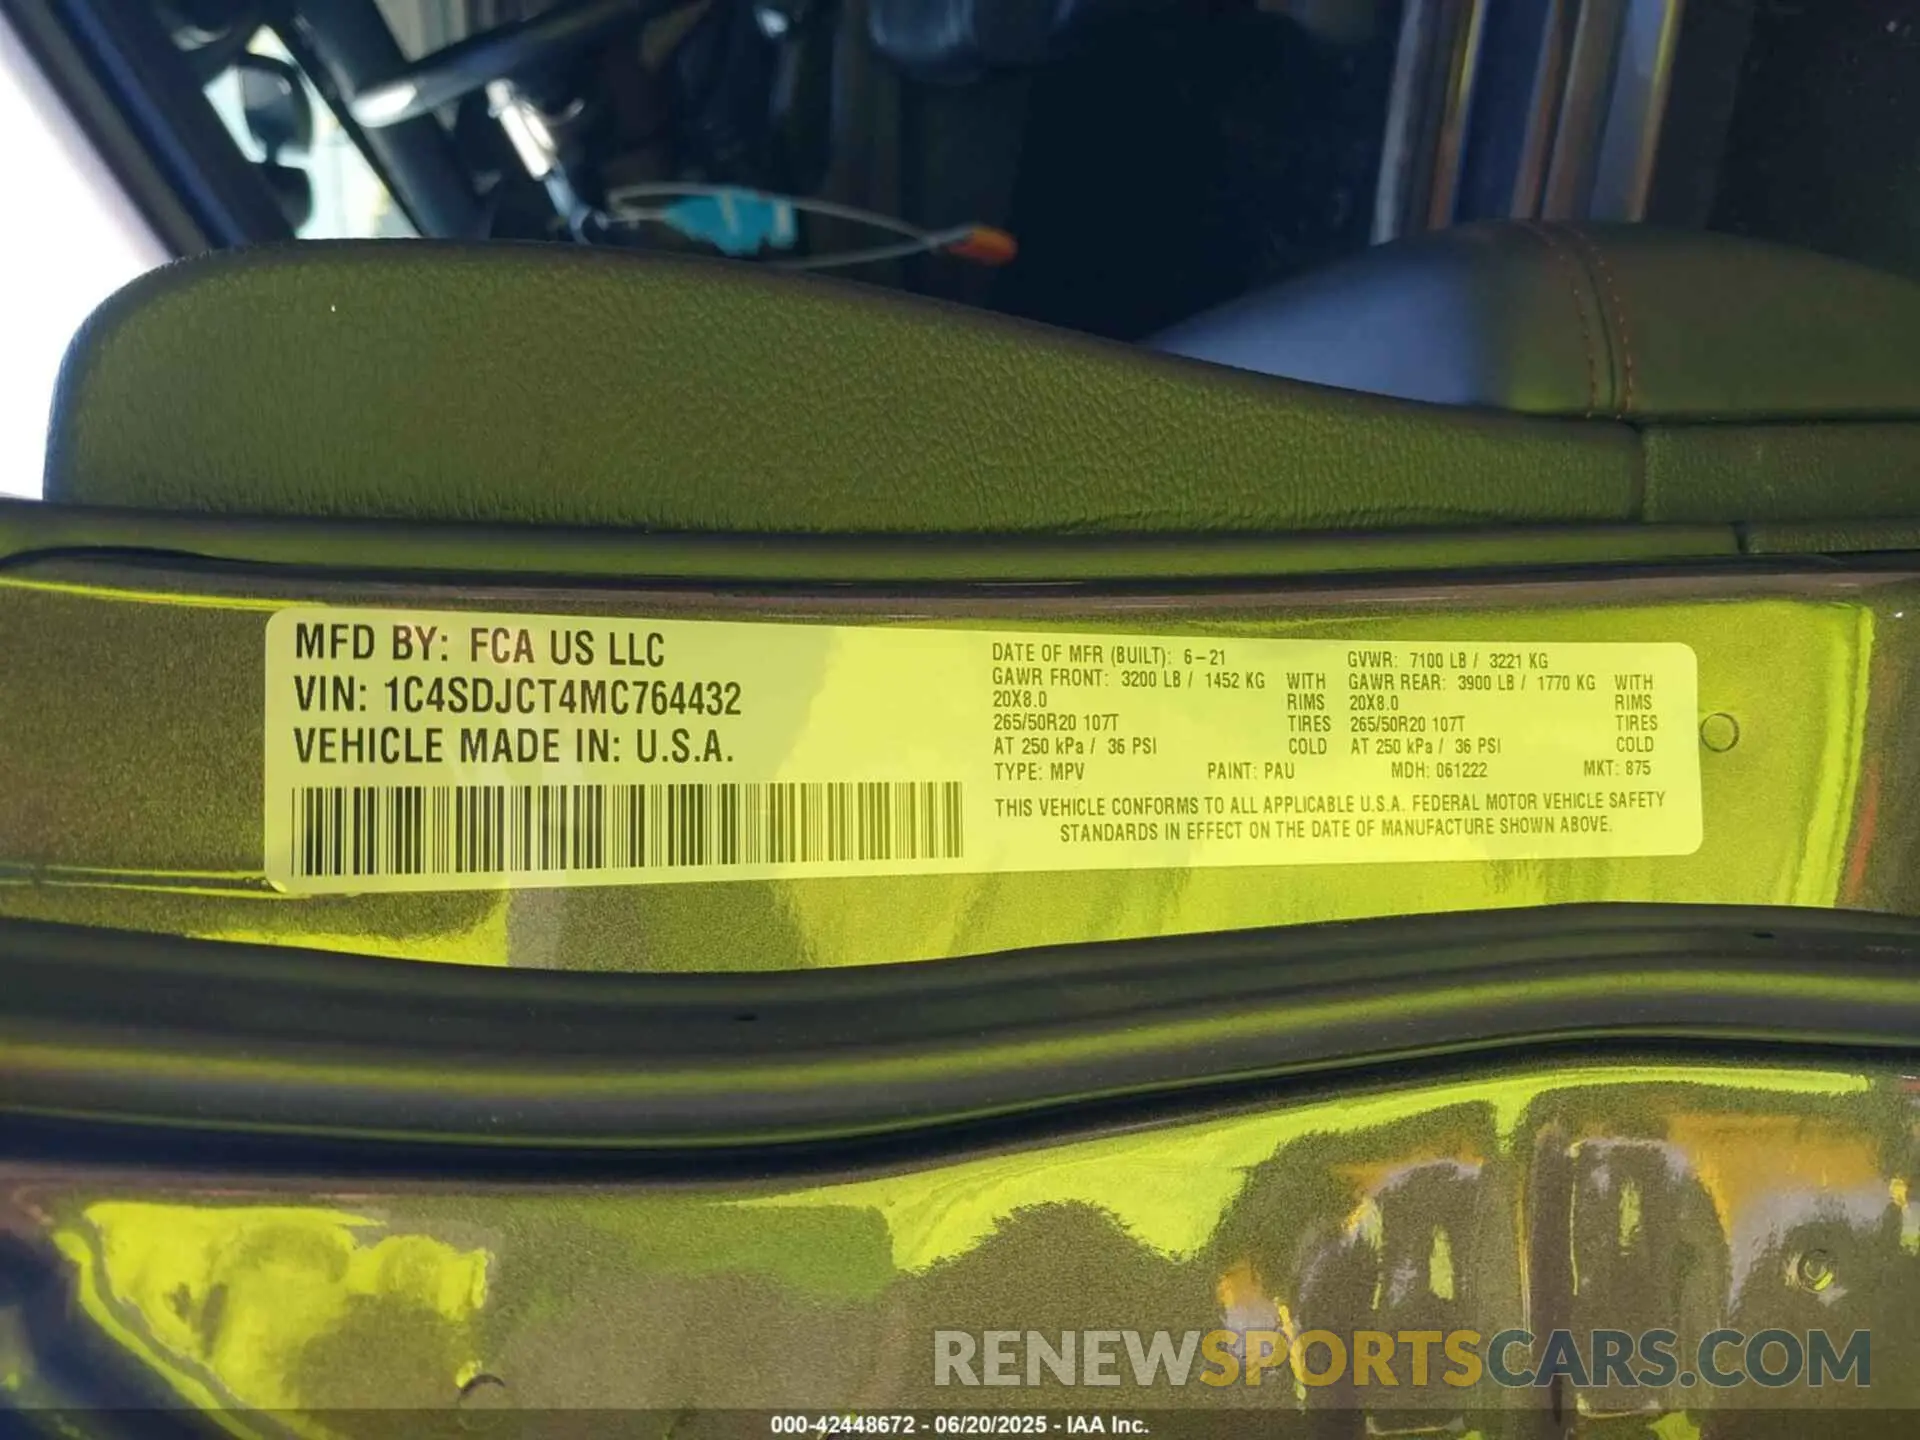 MFD BY: FCA US LLC
VIN: 1C4SDJCT4MC764432
VEHICLE MADE IN: U.S.A.
DATE OF MFR (BUILT): 6-21 GVWR: 7100 LB / 3221 KG
GAWR FRONT: 3200 LB / 1452 KG WITH GAWR REAR: 3900 LB / 1770 KG WITH
20X8.0 RIMS 20X8.0 RIMS
265/50R20 107T TIRES 265/50R20 107T TIRES
AT 250 kPa / 36 PSI COLD AT 250 kPa / 36 PSI COLD
TYPE: MPV PAINT: PAU MDH: 061222 MKT: 875
THIS VEHICLE CONFORMS TO ALL APPLICABLE U.S.A. FEDERAL MOTOR VEHICLE SAFETY
STANDARDS IN EFFECT ON THE DATE OF MANUFACTURE SHOWN ABOVE.
RENEWSPORTSCARS.COM
000-42448672 - 06/20/2025 - IAA Inc.